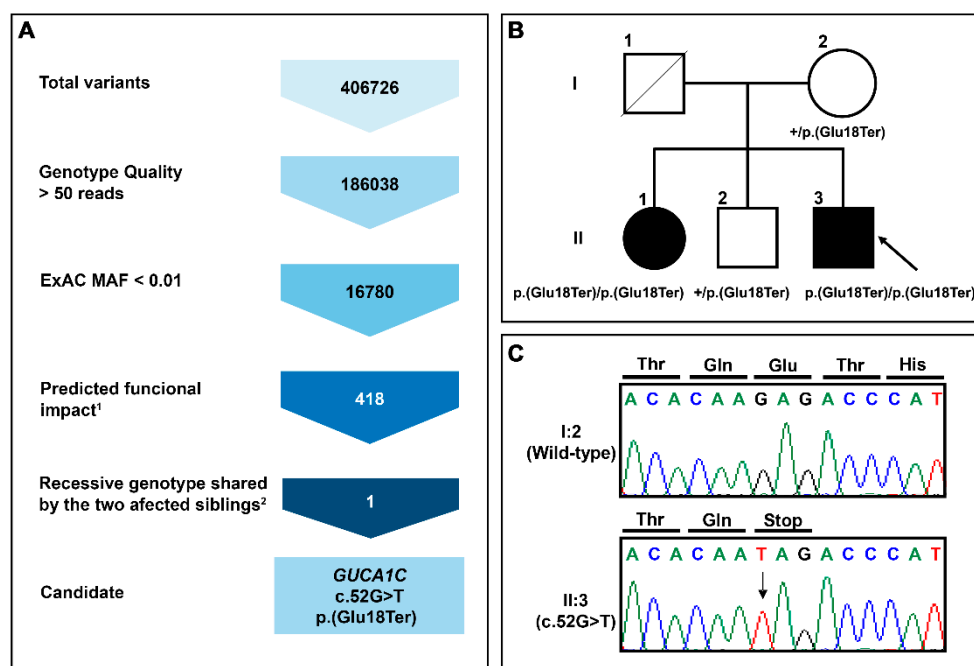 A
Total variants
406726
Genotype Quality
> 50 reads
186038
ExAC MAF < 0.01
16780
Predicted funcional
impact¹
418
Recessive genotype shared
by the two afected siblings²
1
Candidate
GUCA1C
c.52G>T
p.(Glu18Ter)
B
1
2
I
+/p.(Glu18Ter)
1
2
3
II
p.(Glu18Ter)/p.(Glu18Ter)
+/p.(Glu18Ter)
p.(Glu18Ter)/p.(Glu18Ter)
C
Thr Gln Glu Thr His
A C A C A A G A G A C C C A T
I:2
(Wild-type)
Thr Gln Stop
A C A C A A T A G A C C C A T
II:3
(c.52G>T)